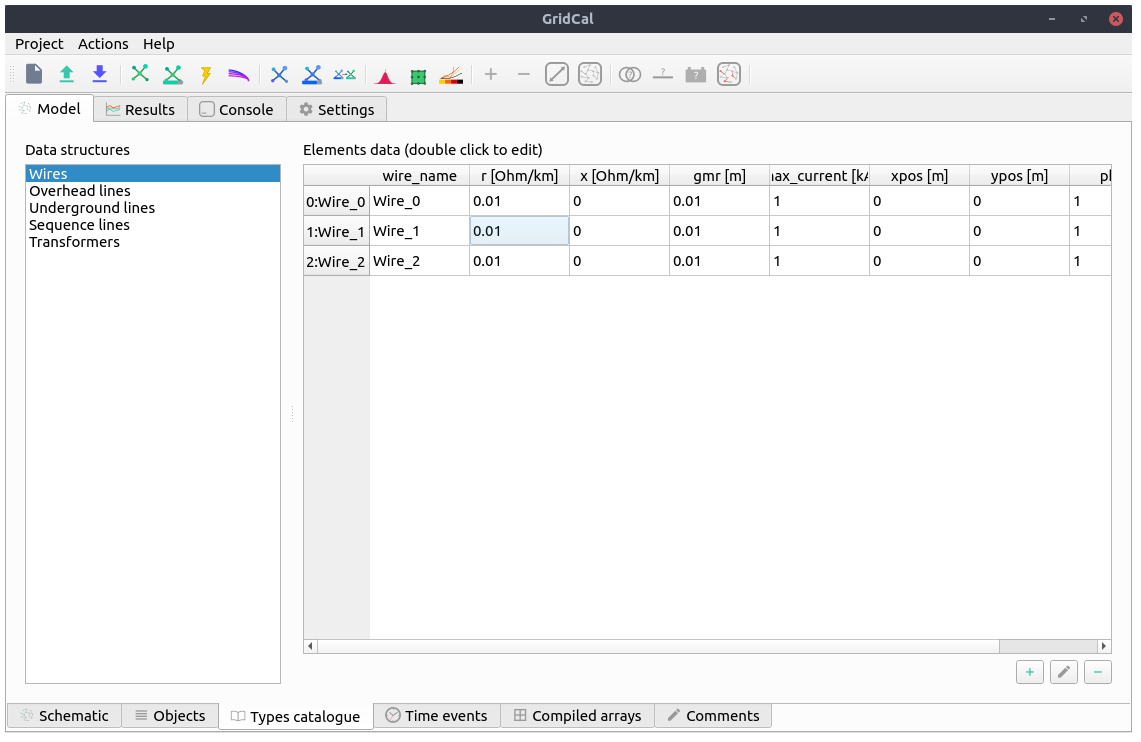 GridCal
Project Actions Help
Model Results Console Settings
Data structures
Wires
Overhead lines
Underground lines
Sequence lines
Transformers
Elements data (double click to edit)
wire_name r [Ohm/km] x [Ohm/km] gmr [m] max_current [kA xpos [m] ypos [m]
0:Wire_0 Wire_0 0.01 0 0.01 1 0 0 1
1:Wire_1 Wire_1 0.01 0 0.01 1 0 0 1
2:Wire_2 Wire_2 0.01 0 0.01 1 0 0 1
Schematic Objects Types catalogue Time events Compiled arrays Comments